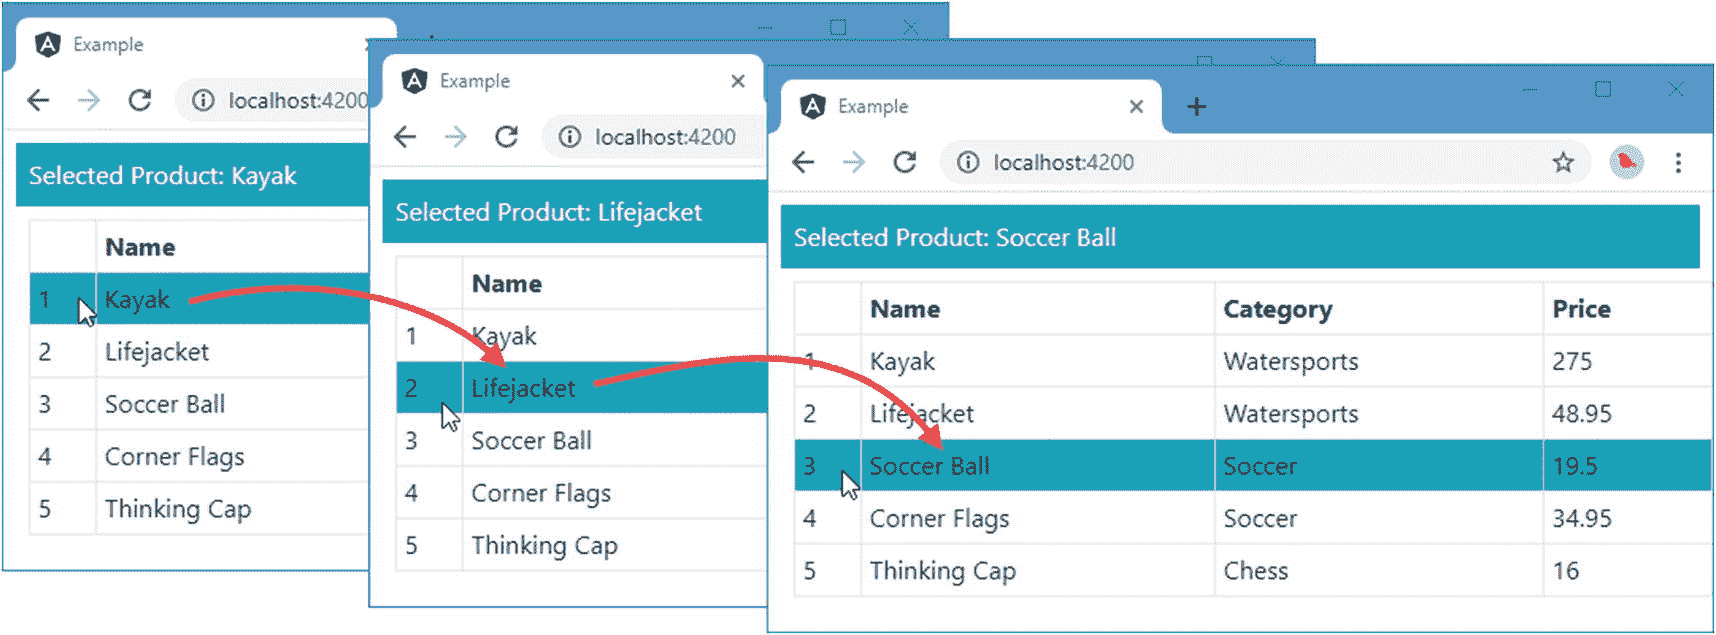 Example
localhost:4200
Selected Product: Kayak
Name
1 Kayak
2 Lifejacket
3 Soccer Ball
4 Corner Flags
5 Thinking Cap
Example
localhost:4200
Selected Product: Lifejacket
Name
1 Kayak
2 Lifejacket
3 Soccer Ball
4 Corner Flags
5 Thinking Cap
Example
localhost:4200
Selected Product: Soccer Ball
Name Category Price
1 Kayak Watersports 275
2 Lifejacket Watersports 48.95
3 Soccer Ball Soccer 19.5
4 Corner Flags Soccer 34.95
5 Thinking Cap Chess 16